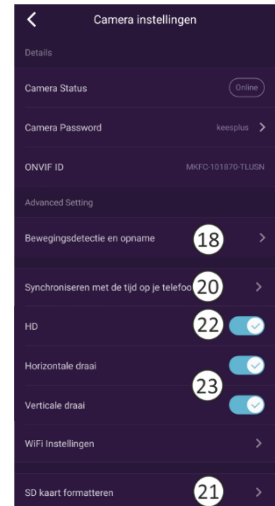 Camera instellingen
Details
Camera Status Online
Camera Password keesplus
ONVIF ID MKFC-101870-TLUSN
Advanced Setting
Bewegingsdetectie en opname 18
Synchroniseren met de tijd op je telefoo 20
HD 22
Horizontale draai
23
Verticale draai
WiFi Instellingen
SD kaart formatteren 21